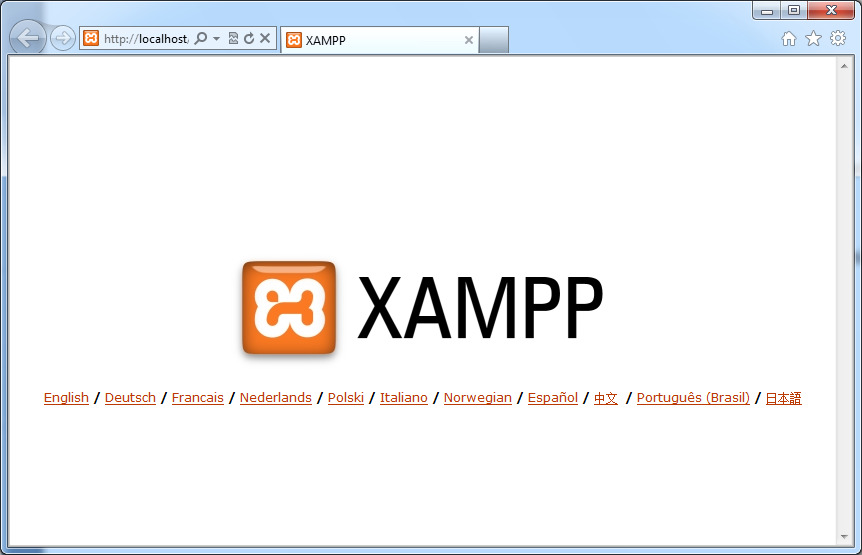 http://localhost/
XAMPP
XAMPP
English / Deutsch / Francais / Nederlands / Polski / Italiano / Norwegian / Español / 中文 / Português (Brasil) / 日本語